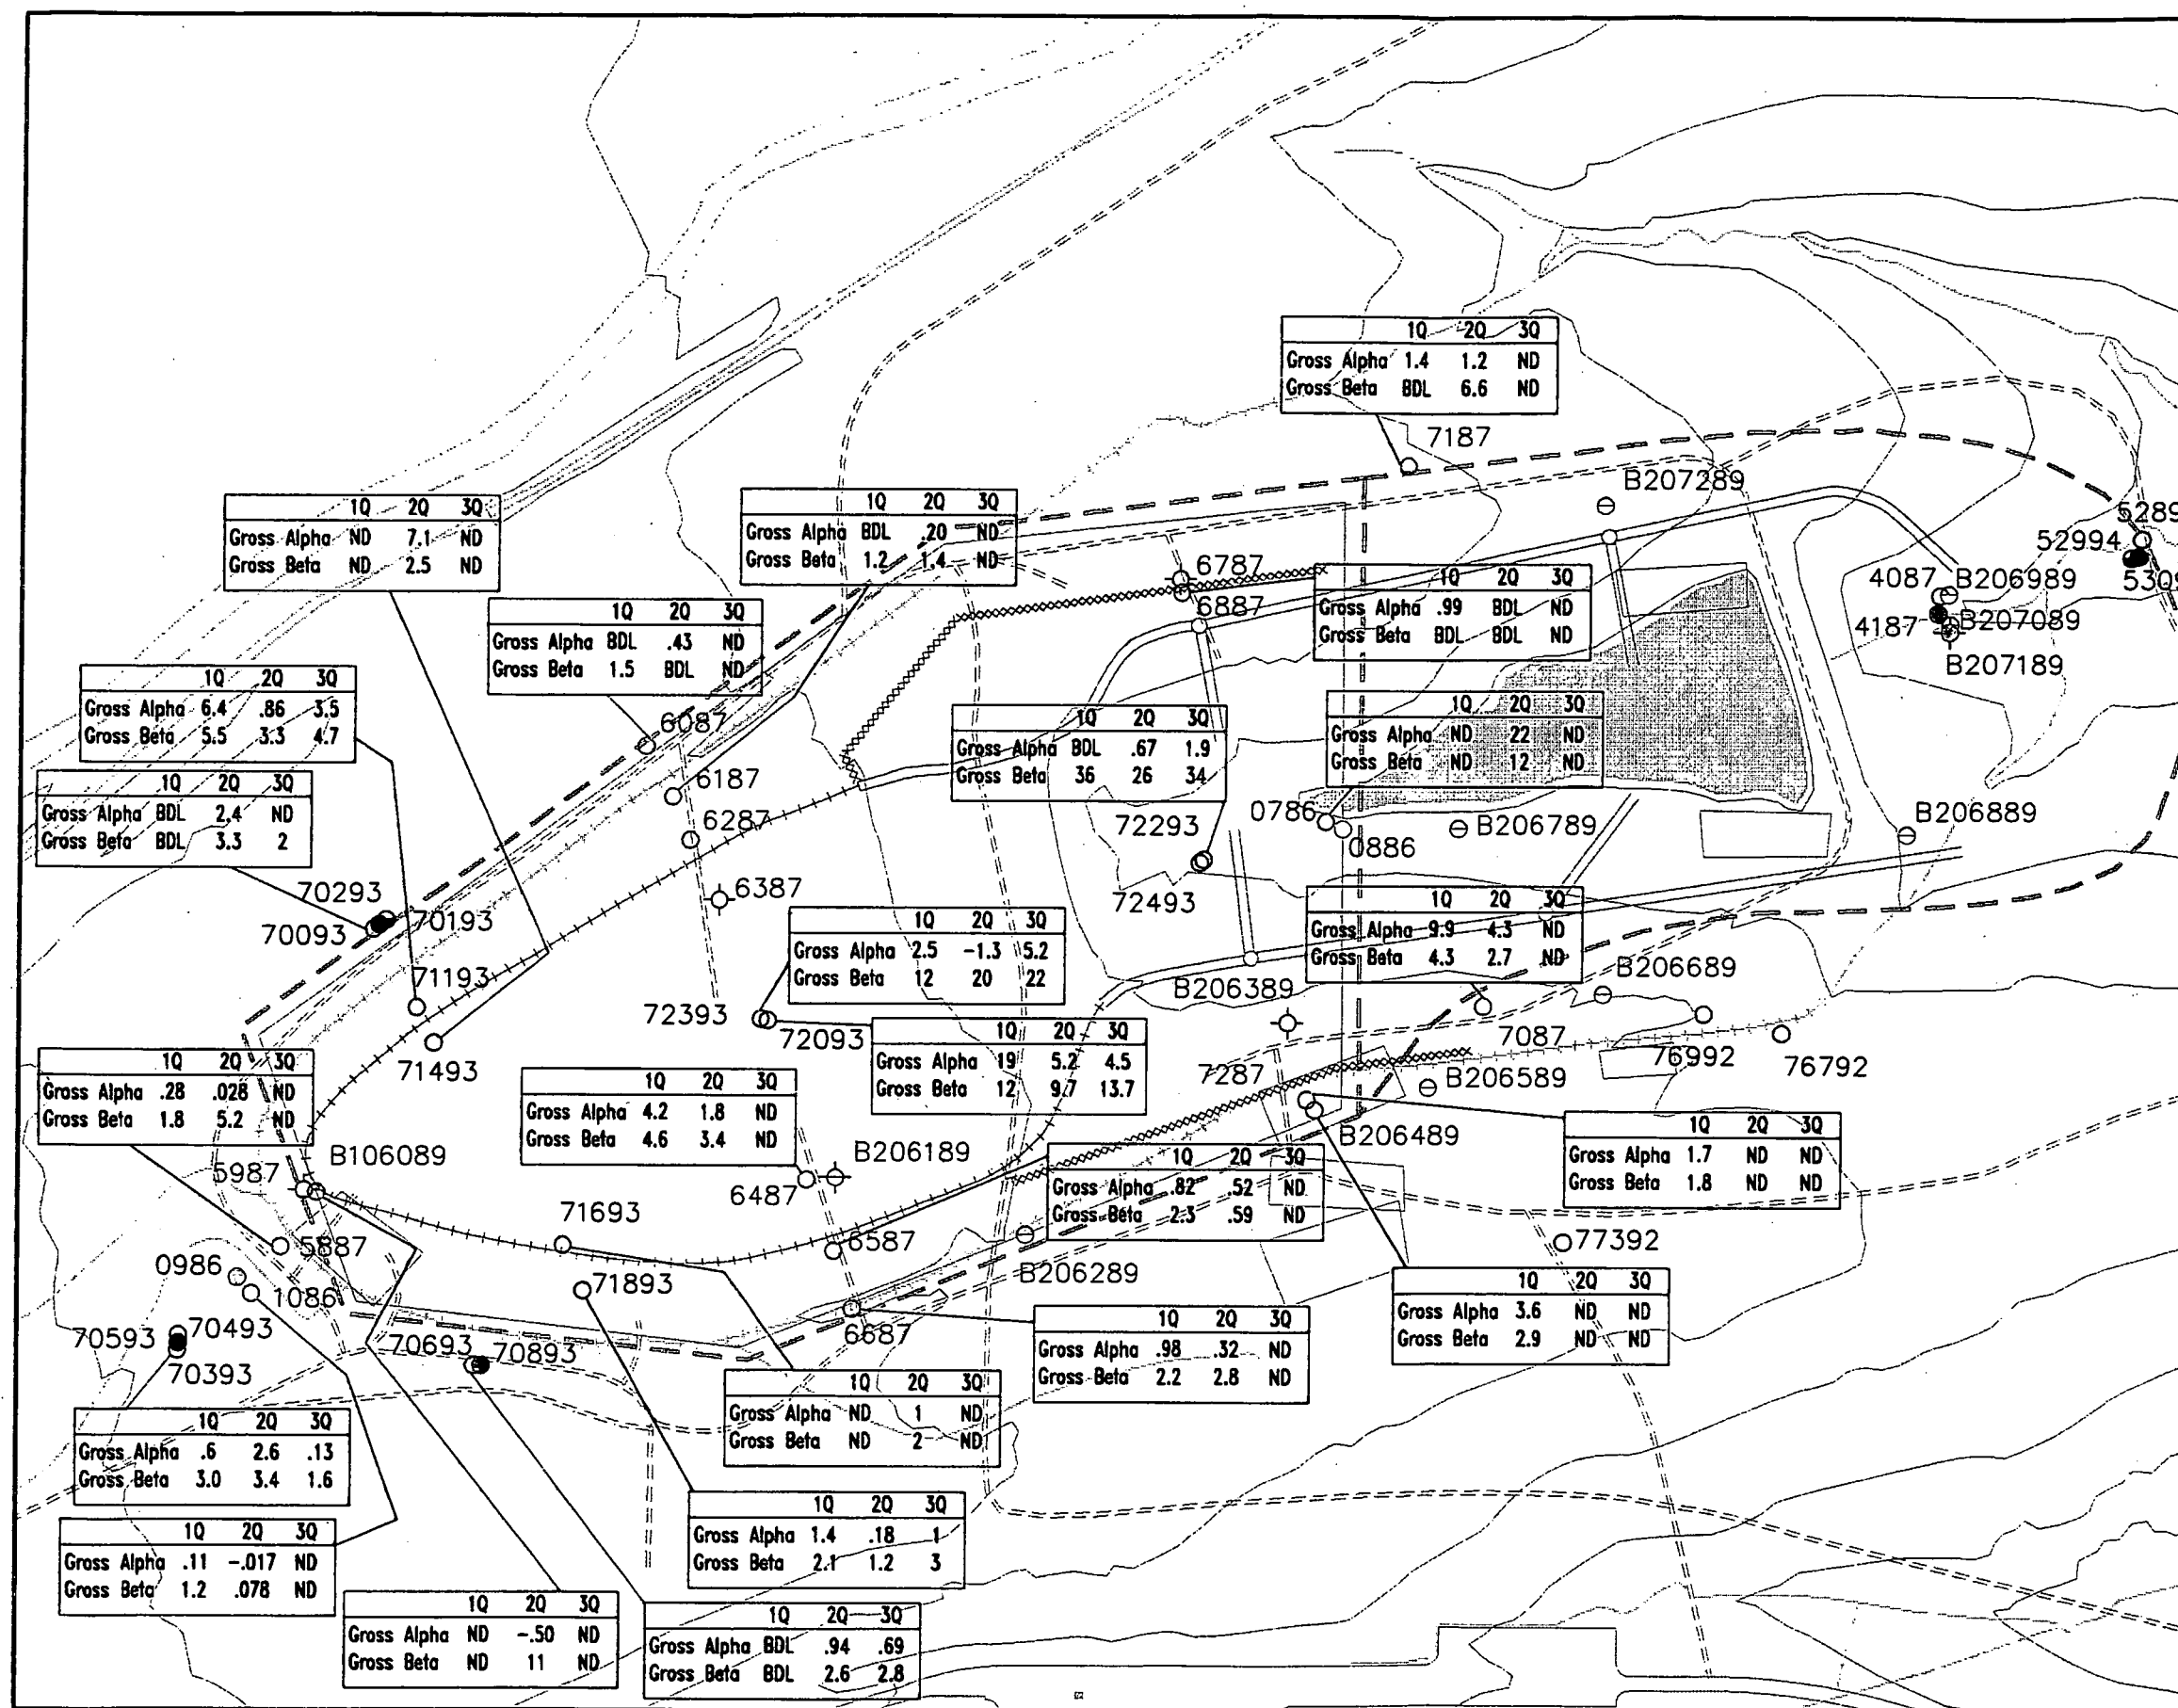 1Q 2Q 3Q
Gross Alpha 1.4 1.2 ND
Gross Beta BDL 6.6 ND
7187
B207289
1Q 2Q 3Q
Gross Alpha ND 7.1 ND
Gross Beta ND 2.5 ND
1Q 2Q 3Q
Gross Alpha BDL .20 ND
Gross Beta 1.2 1.4 ND
5289
52994
5309
6787
6887
1Q 2Q 3Q
Gross Alpha .99 BDL ND
Gross Beta BDL BDL ND
4087
B206989
4187
B207089
B207189
1Q 2Q 3Q
Gross Alpha BDL .43 ND
Gross Beta 1.5 BDL ND
1Q 2Q 3Q
Gross Alpha 6.4 .86 3.5
Gross Beta 5.5 3.3 4.7
6087
1Q 2Q 3Q
Gross Alpha BDL .67 1.9
Gross Beta 36 26 34
1Q 2Q 3Q
Gross Alpha ND 22 ND
Gross Beta ND 12 ND
1Q 2Q 3Q
Gross Alpha BDL 2.4 ND
Gross Beta BDL 3.3 2
6187
6287
72293
0786
0886
B206789
B206889
70293
70093
70193
6387
72493
1Q 2Q 3Q
Gross Alpha 2.5 -1.3 5.2
Gross Beta 12 20 22
1Q 2Q 3Q
Gross Alpha 9.9 4.3 ND
Gross Beta 4.3 2.7 ND
71193
B206389
B206689
72393
72093
71493
1Q 2Q 3Q
Gross Alpha 19 5.2 4.5
Gross Beta 12 9.7 13.7
7287
7087
76992
76792
1Q 2Q 3Q
Gross Alpha .28 .028 ND
Gross Beta 1.8 5.2 ND
1Q 2Q 3Q
Gross Alpha 4.2 1.8 ND
Gross Beta 4.6 3.4 ND
B206589
B206489
1Q 2Q 3Q
Gross Alpha 1.7 ND ND
Gross Beta 1.8 ND ND
5987
B106089
B206189
6487
1Q 2Q 3Q
Gross Alpha .82 .52 ND
Gross Beta 2.3 .59 ND
71693
5887
6587
77392
0986
1086
71893
B206289
1Q 2Q 3Q
Gross Alpha 3.6 ND ND
Gross Beta 2.9 ND ND
70593
70493
70393
70693
70893
6687
1Q 2Q 3Q
Gross Alpha .98 .32 ND
Gross Beta 2.2 2.8 ND
1Q 2Q 3Q
Gross Alpha ND 1 ND
Gross Beta ND 2 ND
1Q 2Q 3Q
Gross Alpha .6 2.6 .13
Gross Beta 3.0 3.4 1.6
1Q 2Q 3Q
Gross Alpha 1.4 .18 1
Gross Beta 2.1 1.2 3
1Q 2Q 3Q
Gross Alpha .11 -.017 ND
Gross Beta 1.2 .078 ND
1Q 2Q 3Q
Gross Alpha ND -.50 ND
Gross Beta ND 11 ND
1Q 2Q 3Q
Gross Alpha BDL .94 .69
Gross Beta BDL 2.6 2.8